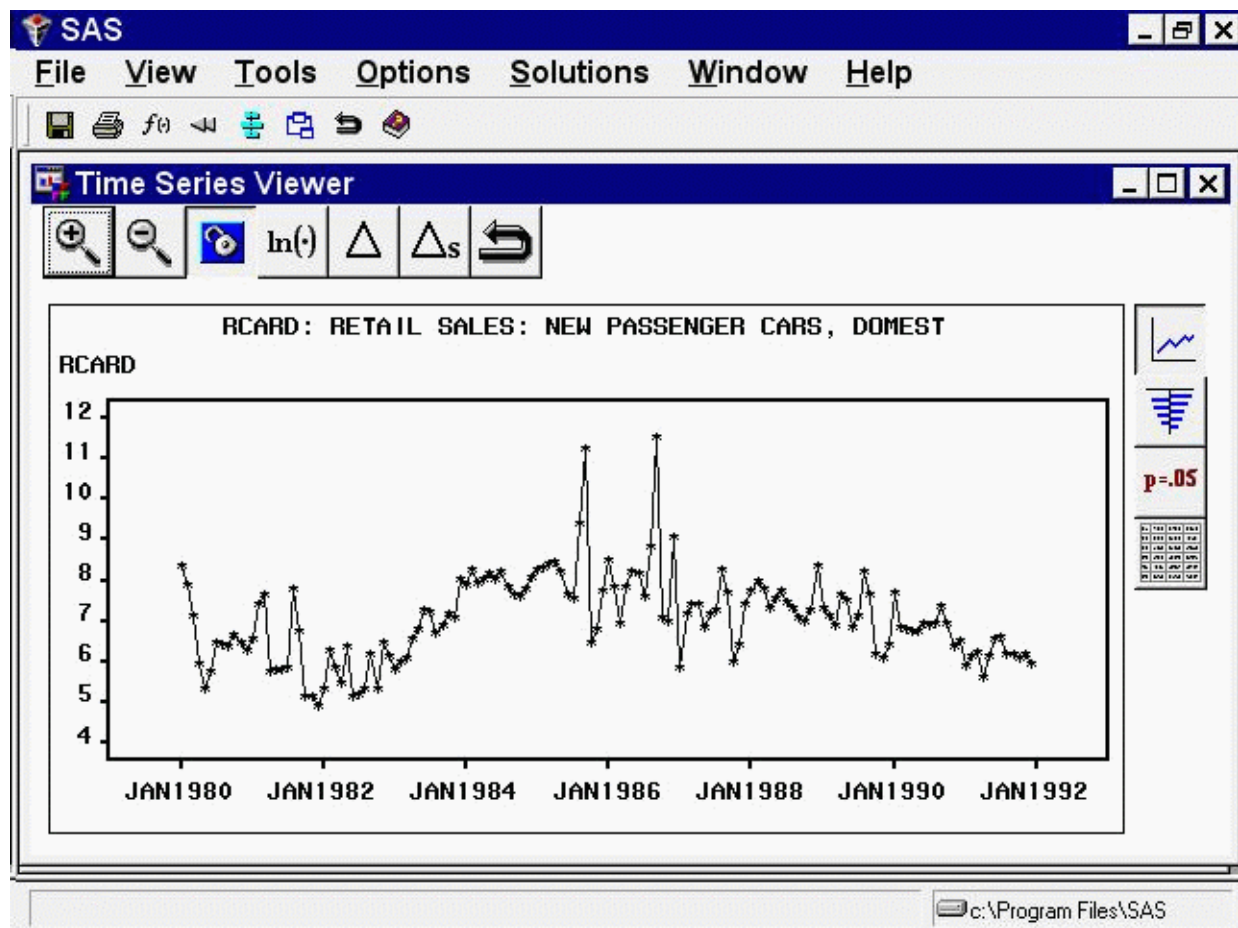 SAS
File View Tools Options Solutions Window Help
f(·)
Time Series Viewer
ln(·) Δ Δs
RCARD: RETAIL SALES: NEW PASSENGER CARS, DOMEST
RCARD
12
11
10
9
8
7
6
5
4
JAN1980 JAN1982 JAN1984 JAN1986 JAN1988 JAN1990 JAN1992
p=.05
c:\Program Files\SAS